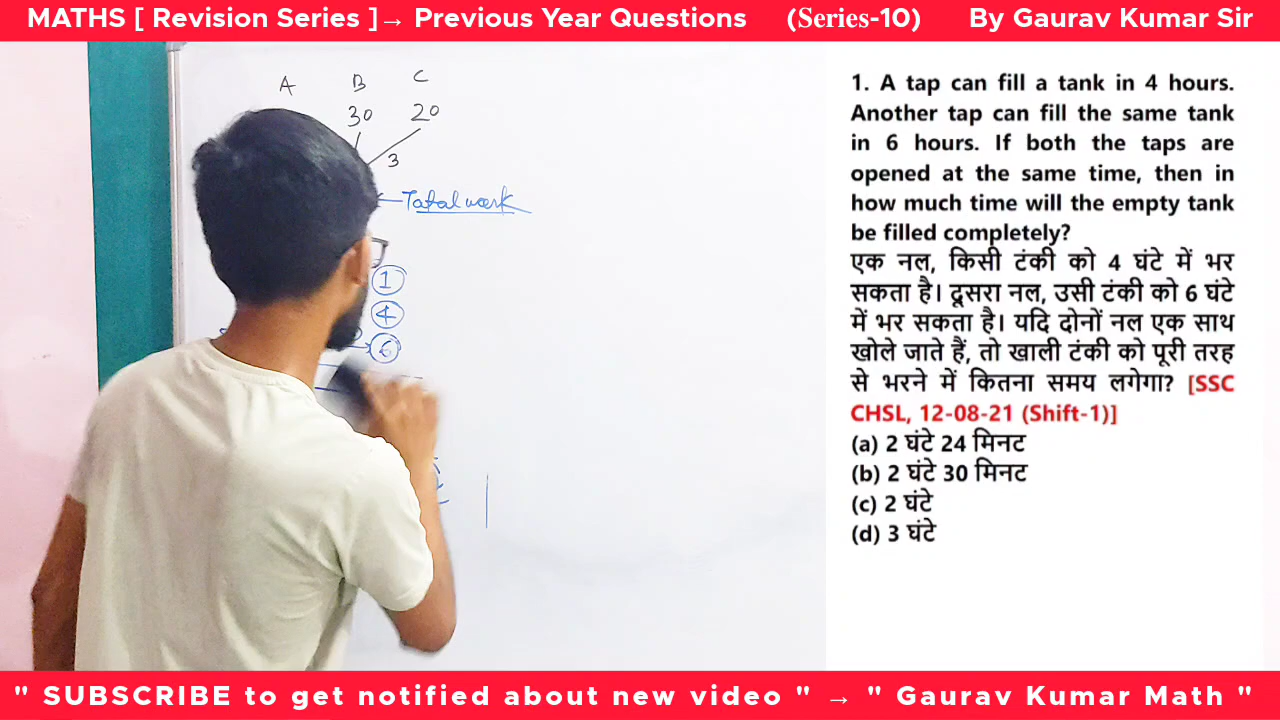 MATHS [ Revision Series ]→ Previous Year Questions (Series-10) By Gaurav Kumar Sir
A B C
30 20
3
Total work
1
4
6
1. A tap can fill a tank in 4 hours.
Another tap can fill the same tank
in 6 hours. If both the taps are
opened at the same time, then in
how much time will the empty tank
be filled completely?
एक नल, किसी टंकी को 4 घंटे में भर
सकता है। दूसरा नल, उसी टंकी को 6 घंटे
में भर सकता है। यदि दोनों नल एक साथ
खोले जाते हैं, तो खाली टंकी को पूरी तरह
से भरने में कितना समय लगेगा? [SSC
CHSL, 12-08-21 (Shift-1)]
(a) 2 घंटे 24 मिनट
(b) 2 घंटे 30 मिनट
(c) 2 घंटे
(d) 3 घंटे
" SUBSCRIBE to get notified about new video " → " Gaurav Kumar Math "